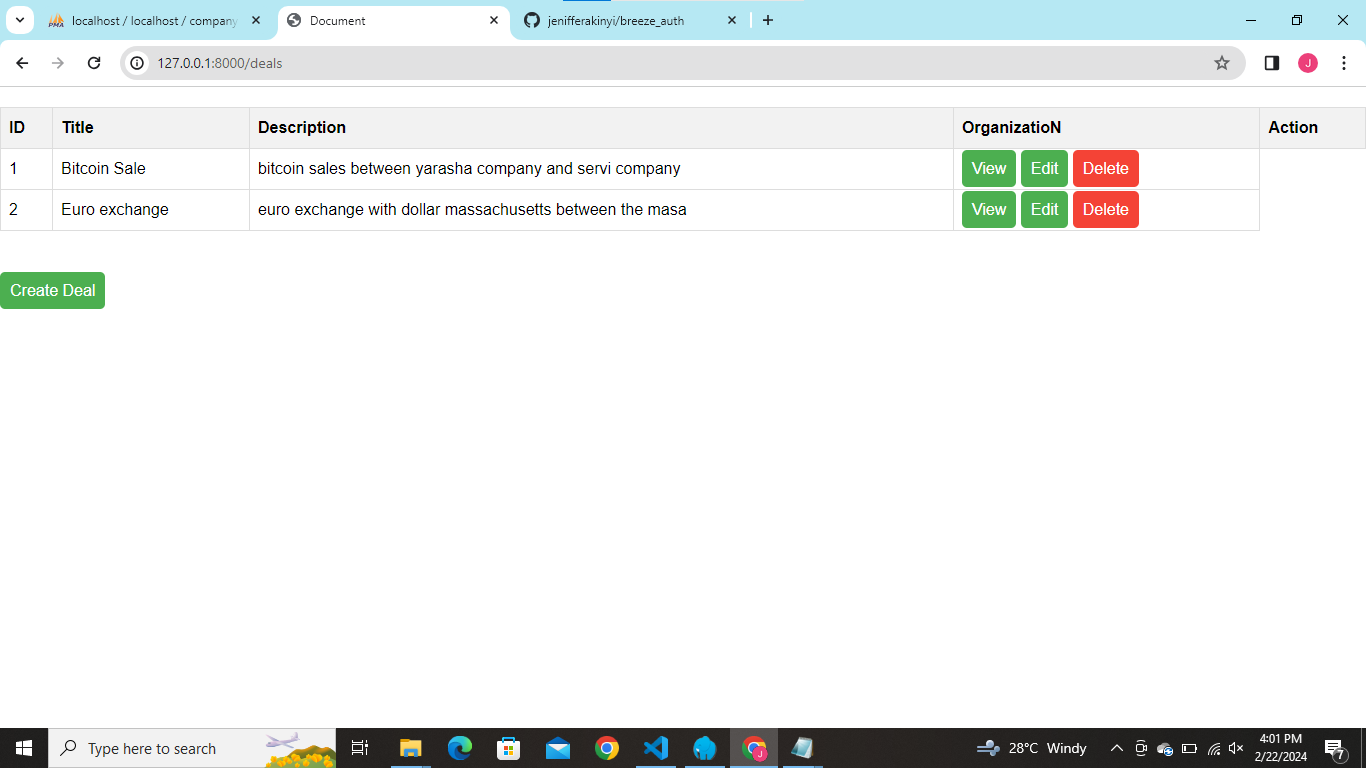 PMA localhost / localhost / company
Document
jenifferakinyi/breeze_auth
127.0.0.1:8000/deals
J
ID Title Description OrganizatioN Action
1 Bitcoin Sale bitcoin sales between yarasha company and servi company View Edit Delete
2 Euro exchange euro exchange with dollar massachusetts between the masa View Edit Delete
Create Deal
Type here to search
J
28°C Windy
4:01 PM
2/22/2024
7